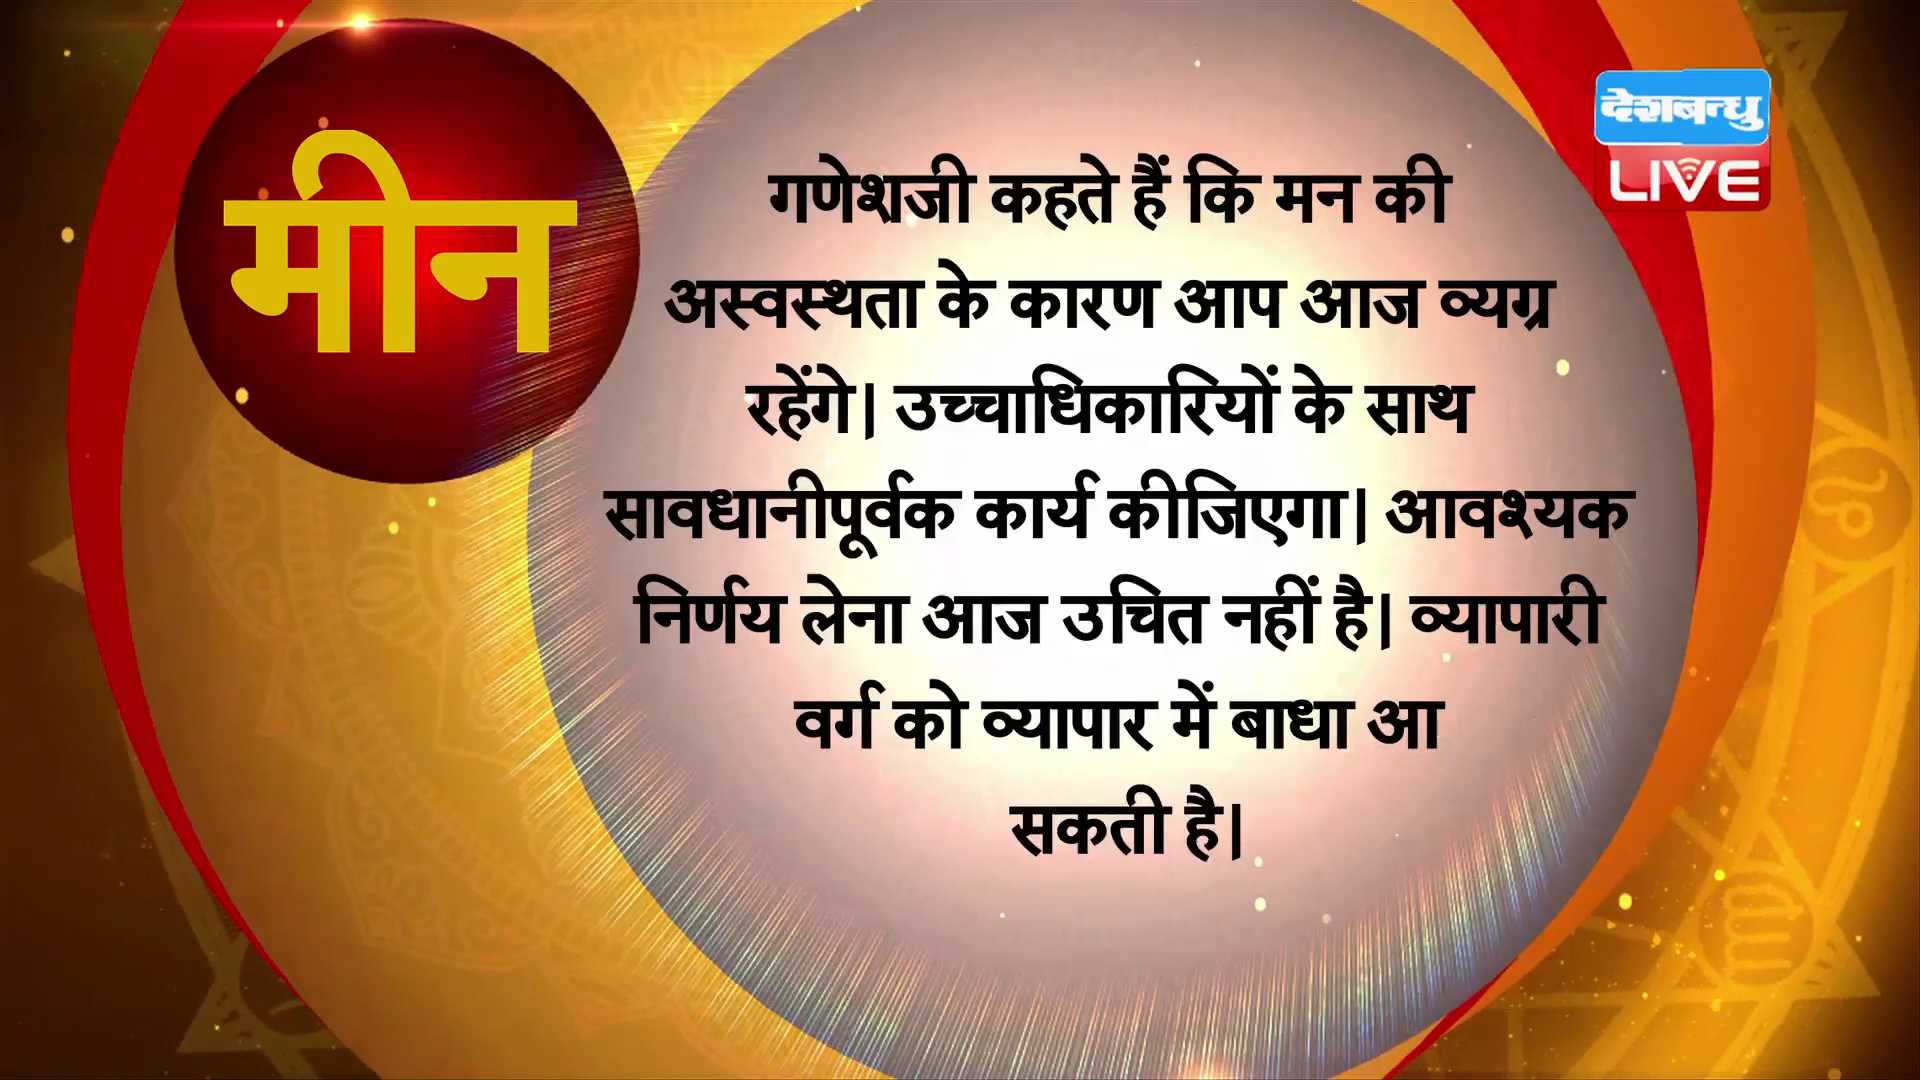 मीन
देशबन्धु
LIVE
गणेशजी कहते हैं कि मन की
अस्वस्थता के कारण आप आज व्यग्र
रहेंगे| उच्चाधिकारियों के साथ
सावधानीपूर्वक कार्य कीजिएगा| आवश्यक
निर्णय लेना आज उचित नहीं है| व्यापारी
वर्ग को व्यापार में बाधा आ
सकती है|